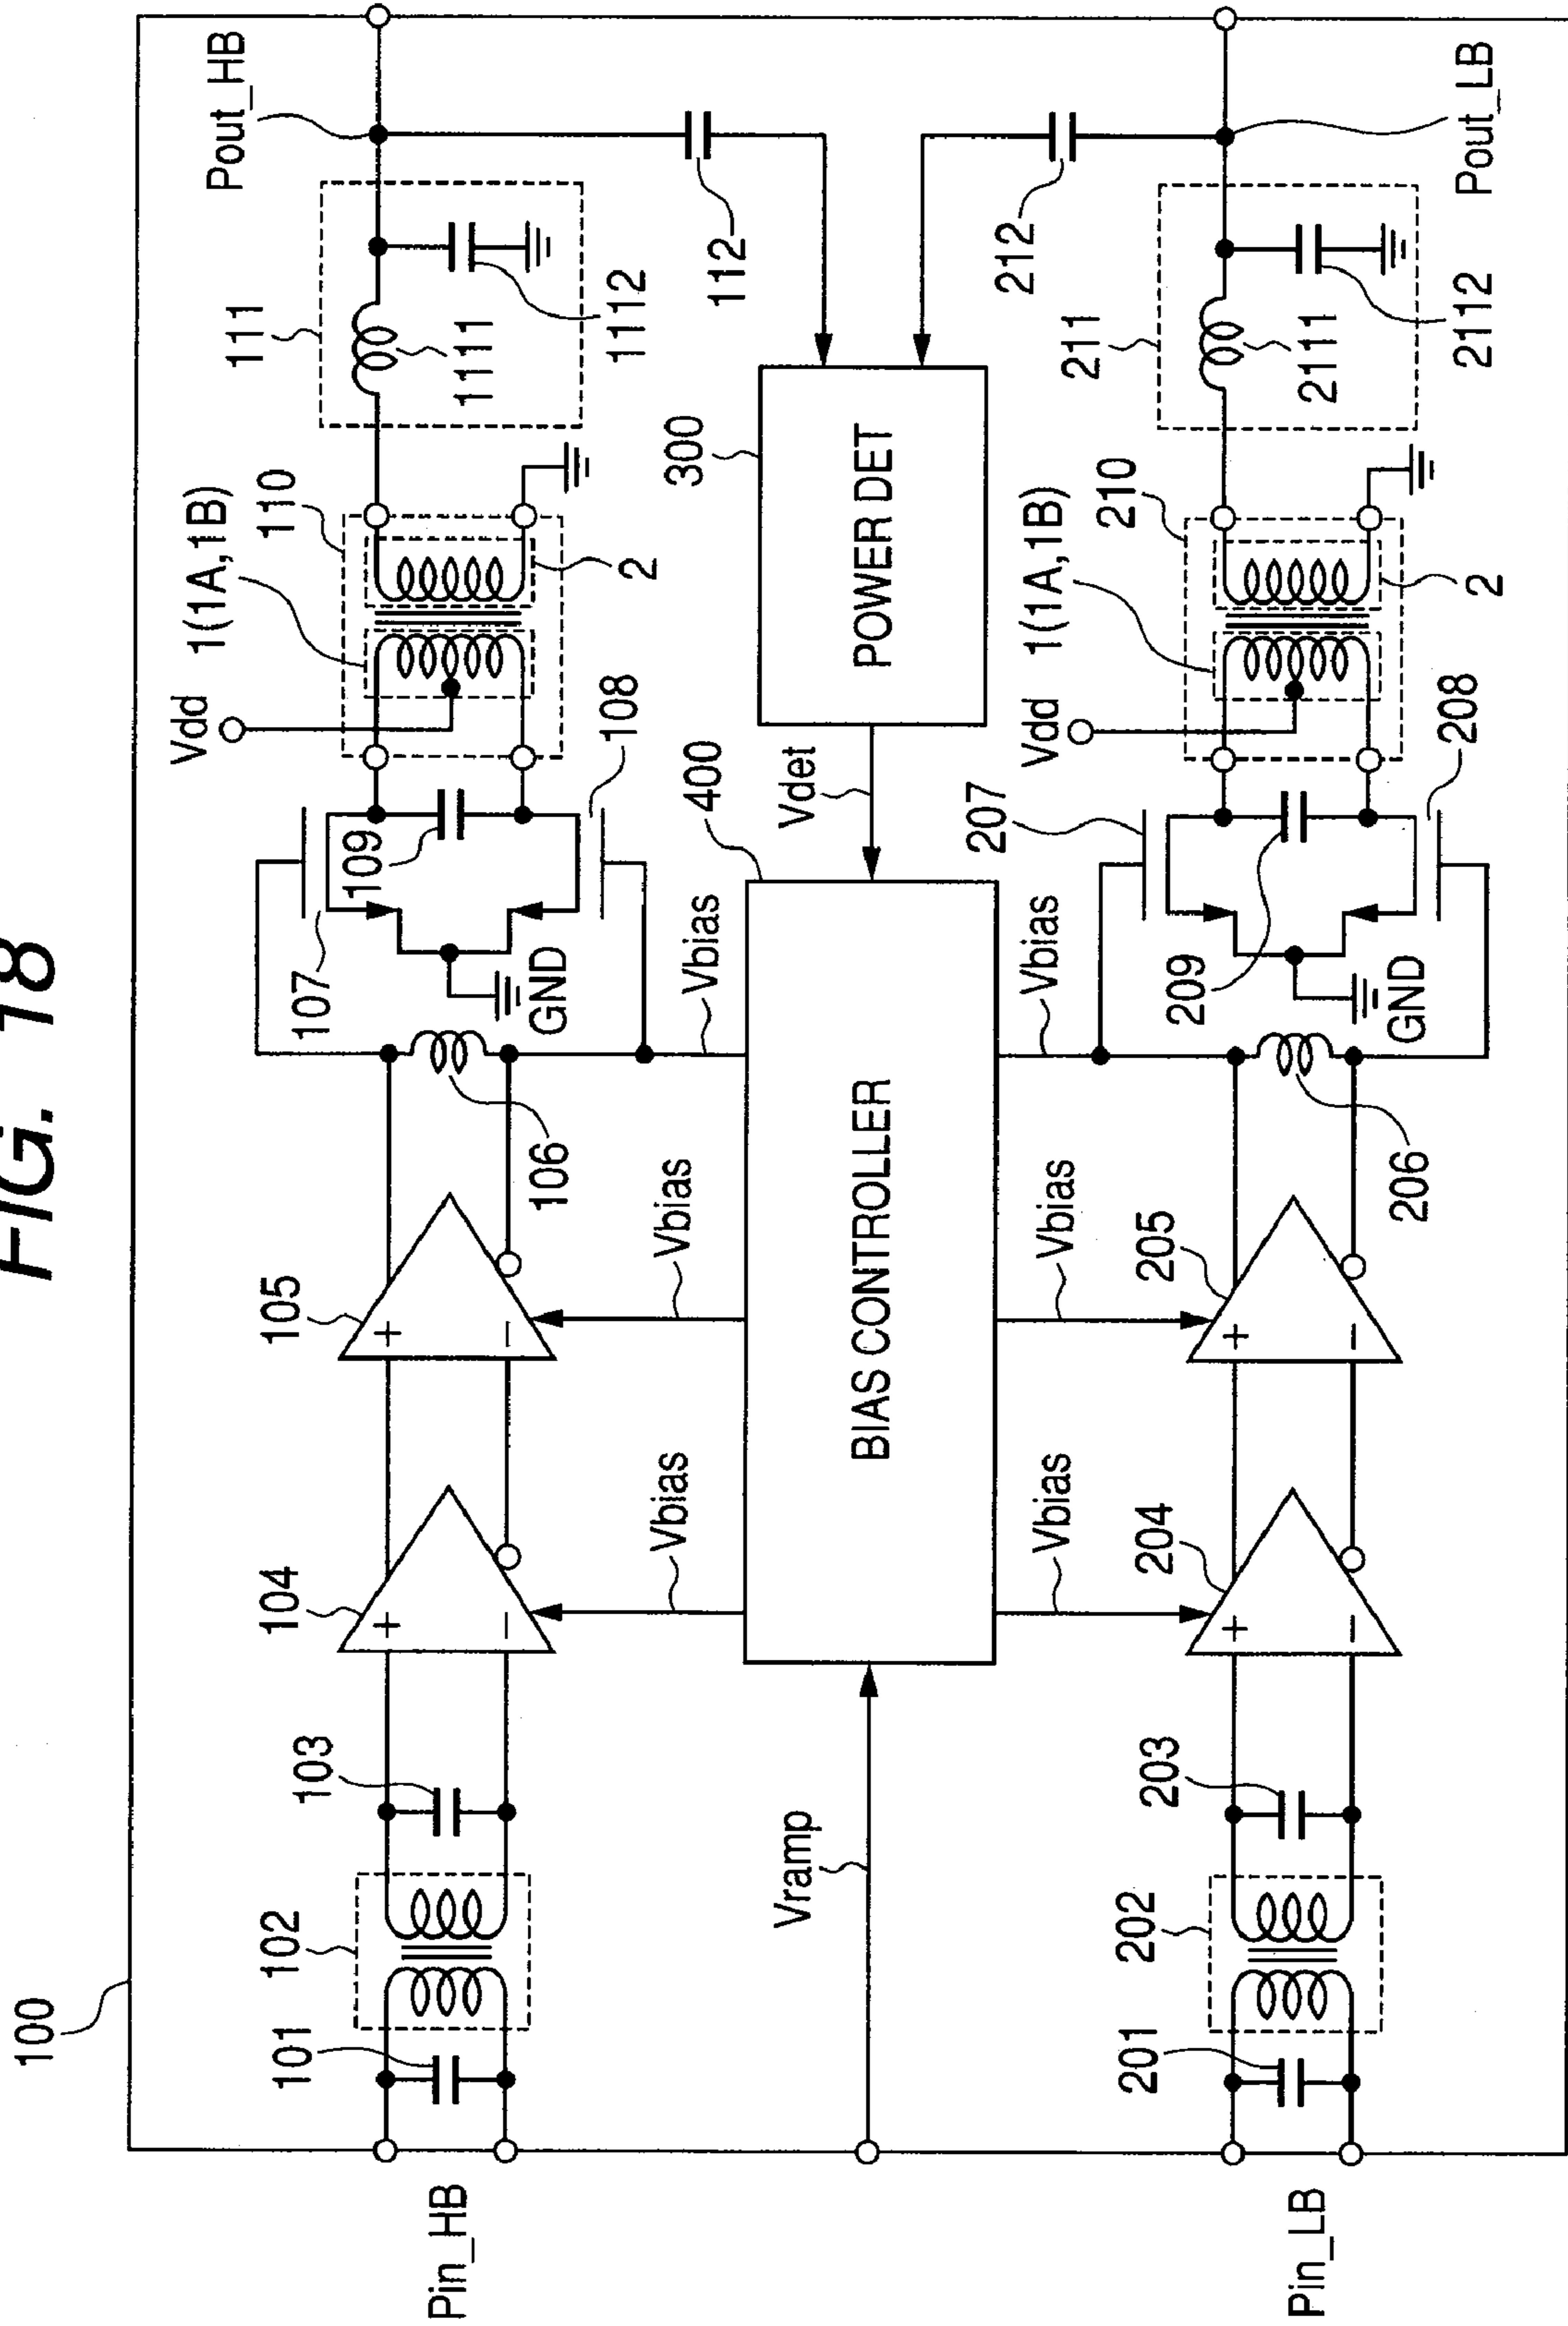 FIG. 18
100
Pin_HB
101
102
103
104
+
−
105
+
−
106
107
GND
109
108
Vdd
1(1A,1B)
110
2
111
1111
1112
Pout_HB
112
Vbias
Vbias
Vbias
Vramp
BIAS CONTROLLER
400
Vdet
POWER DET
300
Vbias
Vbias
Vbias
212
Pin_LB
201
202
203
204
+
−
205
+
−
206
207
GND
209
208
Vdd
1(1A,1B)
210
2
211
2111
2112
Pout_LB